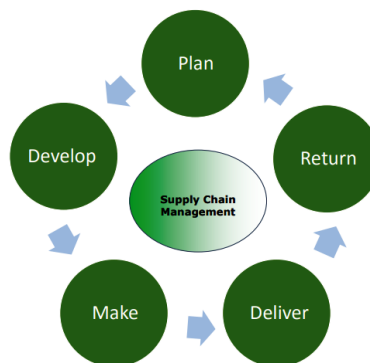 Plan
Develop
Return
Supply Chain
Management
Make
Deliver